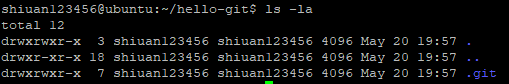 shiuan123456@ubuntu:~/hello-git$ ls -la
total 12
drwxrwxr-x  3 shiuan123456 shiuan123456 4096 May 20 19:57 .
drwxr-xr-x 18 shiuan123456 shiuan123456 4096 May 20 19:57 ..
drwxrwxr-x  7 shiuan123456 shiuan123456 4096 May 20 19:57 .git